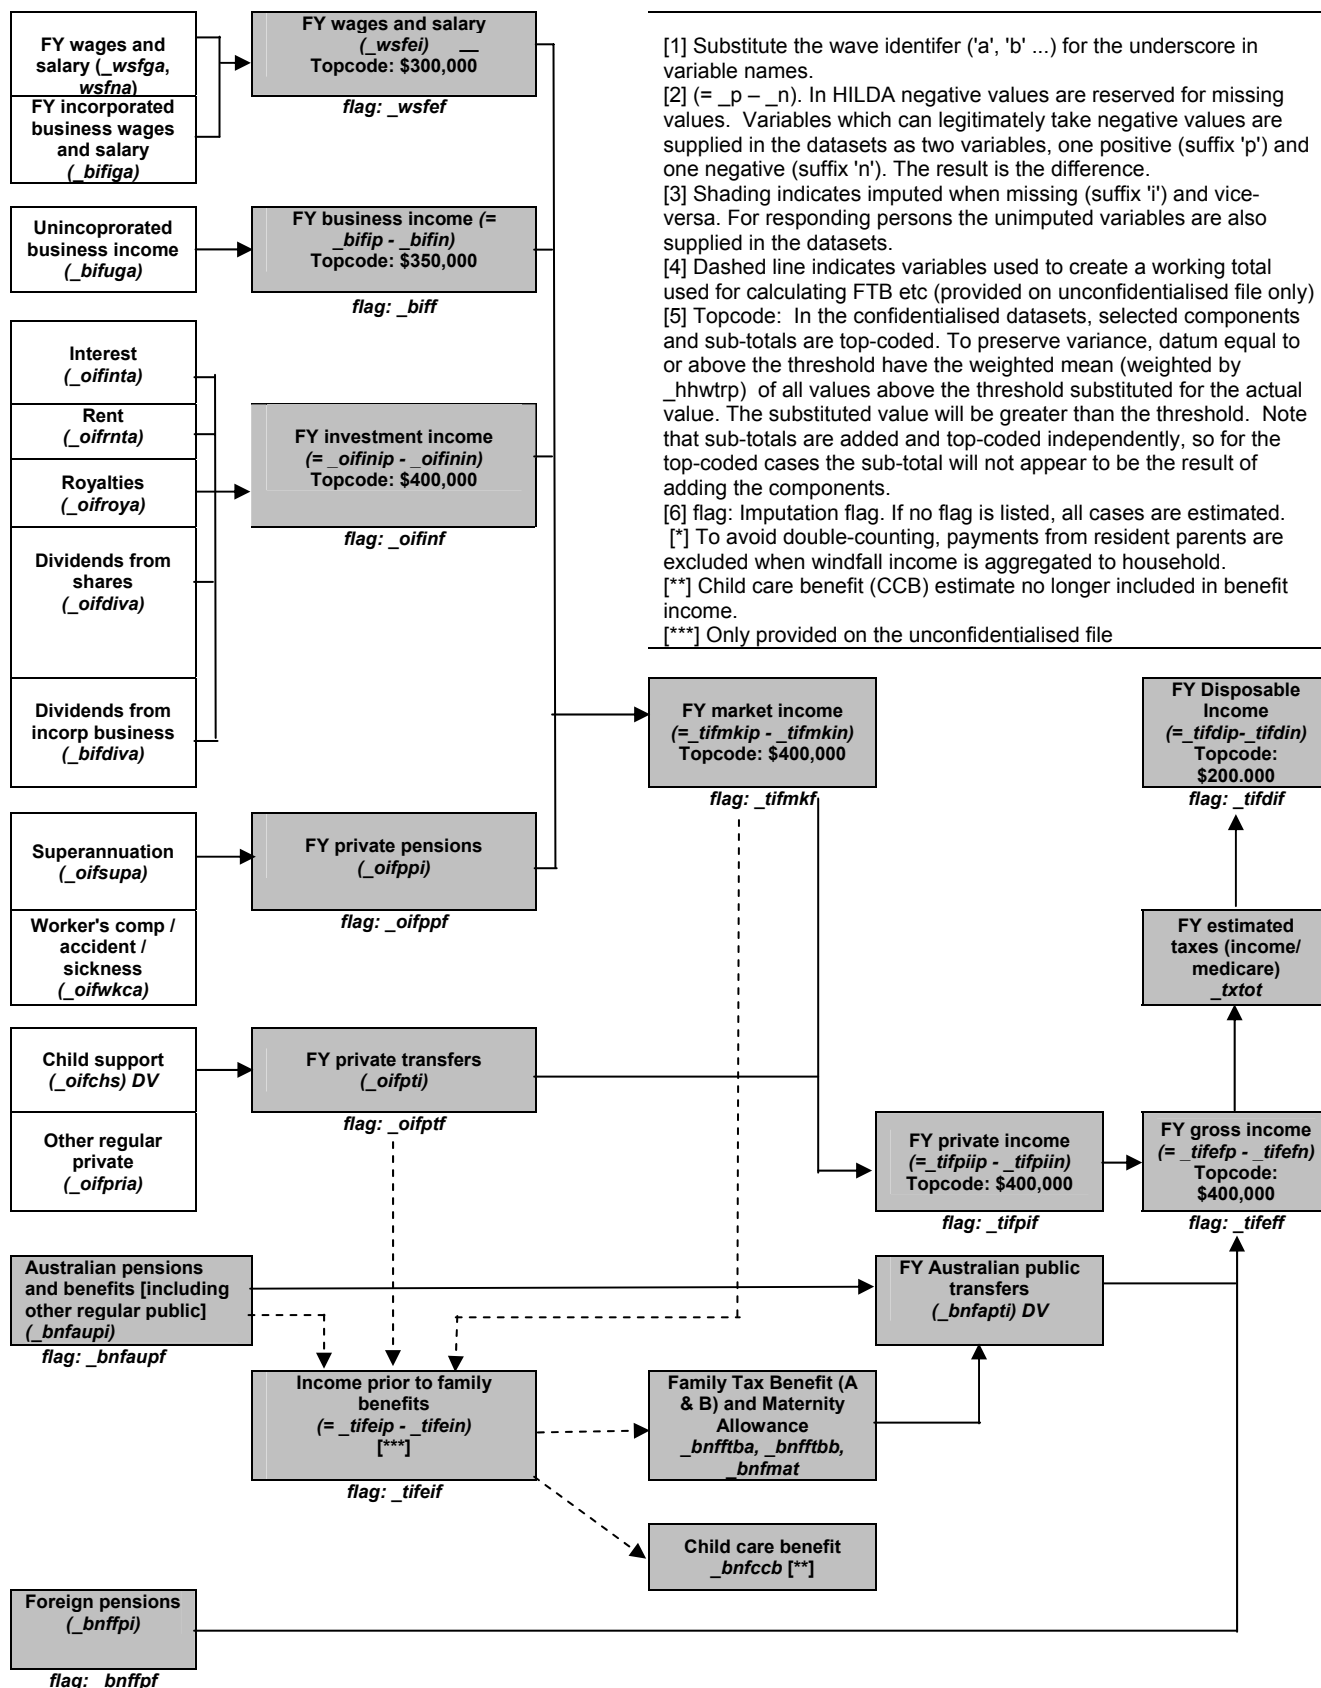 FY wages and
salary (_wsfga,
wsfna)
FY incorporated
business wages
and salary
(_bifiga)
FY wages and salary
(_wsfei) __
Topcode: $300,000
flag: _wsfef
Unincoprorated
business income
(_bifuga)
FY business income (=
_bifip - _bifin)
Topcode: $350,000
flag: _biff
Interest
(_oifinta)
Rent
(_oifrnta)
Royalties
(_oifroya)
Dividends from
shares
(_oifdiva)
Dividends from
incorp business
(_bifdiva)
FY investment income
(= _oifinip - _oifinin)
Topcode: $400,000
flag: _oifinf
[1] Substitute the wave identifer ('a', 'b' ...) for the underscore in
variable names.
[2] (= _p – _n). In HILDA negative values are reserved for missing
values.  Variables which can legitimately take negative values are
supplied in the datasets as two variables, one positive (suffix 'p') and
one negative (suffix 'n'). The result is the difference.
[3] Shading indicates imputed when missing (suffix 'i') and vice-
versa. For responding persons the unimputed variables are also
supplied in the datasets.
[4] Dashed line indicates variables used to create a working total
used for calculating FTB etc (provided on unconfidentialised file only)
[5] Topcode:  In the confidentialised datasets, selected components
and sub-totals are top-coded. To preserve variance, datum equal to
or above the threshold have the weighted mean (weighted by
_hhwtrp)  of all values above the threshold substituted for the actual
value. The substituted value will be greater than the threshold.  Note
that sub-totals are added and top-coded independently, so for the
top-coded cases the sub-total will not appear to be the result of
adding the components.
[6] flag: Imputation flag. If no flag is listed, all cases are estimated.
[*] To avoid double-counting, payments from resident parents are
excluded when windfall income is aggregated to household.
[**] Child care benefit (CCB) estimate no longer included in benefit
income.
[***] Only provided on the unconfidentialised file
FY market income
(=_tifmkip - _tifmkin)
Topcode: $400,000
flag: _tifmkf
FY Disposable
Income
(=_tifdip-_tifdin)
Topcode:
$200.000
flag: _tifdif
Superannuation
(_oifsupa)
Worker's comp /
accident /
sickness
(_oifwkca)
FY private pensions
(_oifppi)
flag: _oifppf
FY estimated
taxes (income/
medicare)
_txtot
Child support
(_oifchs) DV
Other regular
private
(_oifpria)
FY private transfers
(_oifpti)
flag: _oifptf
FY private income
(=_tifpiip - _tifpiin)
Topcode: $400,000
flag: _tifpif
FY gross income
(= _tifefp - _tifefn)
Topcode:
$400,000
flag: _tifeff
Australian pensions
and benefits [including
other regular public]
(_bnfaupi)
flag: _bnfaupf
FY Australian public
transfers
(_bnfapti) DV
Income prior to family
benefits
(= _tifeip - _tifein)
[***]
flag: _tifeif
Family Tax Benefit (A
& B) and Maternity
Allowance
_bnfftba, _bnfftbb,
_bnfmat
Child care benefit
_bnfccb [**]
Foreign pensions
(_bnffpi)
flag: _bnffpf